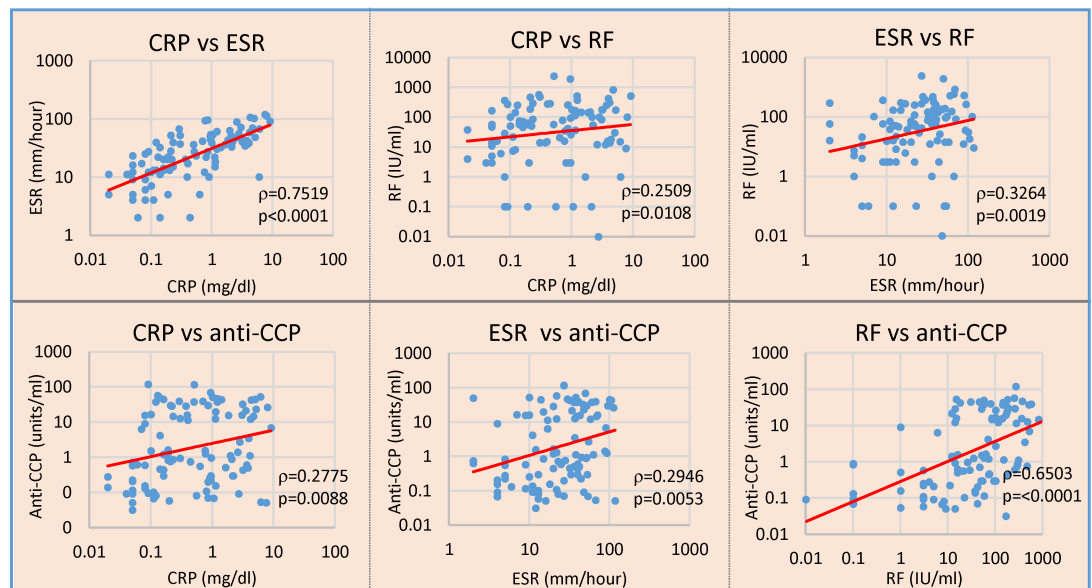 CRP vs ESR
1000
100
10
1
0.01 0.1 1 10 100
ESR (mm/hour)
CRP (mg/dl)
ρ=0.7519
p<0.0001
CRP vs RF
10000
1000
100
10
1
0.1
0.01
0.01 0.1 1 10 100
RF (IU/ml)
CRP (mg/dl)
ρ=0.2509
p=0.0108
ESR vs RF
10000
1000
100
10
1
0.1
0.01
1 10 100 1000
RF (IU/ml)
ESR (mm/hour)
ρ=0.3264
p=0.0019
CRP vs anti-CCP
1000
100
10
1
0
0
0.01 0.1 1 10 100
Anti-CCP (units/ml)
CRP (mg/dl)
ρ=0.2775
p=0.0088
ESR vs anti-CCP
1000
100
10
1
0.1
0.01
1 10 100 1000
Anti-CCP (units/ml)
ESR (mm/hour)
ρ=0.2946
p=0.0053
RF vs anti-CCP
1000
100
10
1
0.1
0.01
0.01 0.1 1 10 100 1000
Anti-CCP (units/ml)
RF (IU/ml)
ρ=0.6503
p=<0.0001